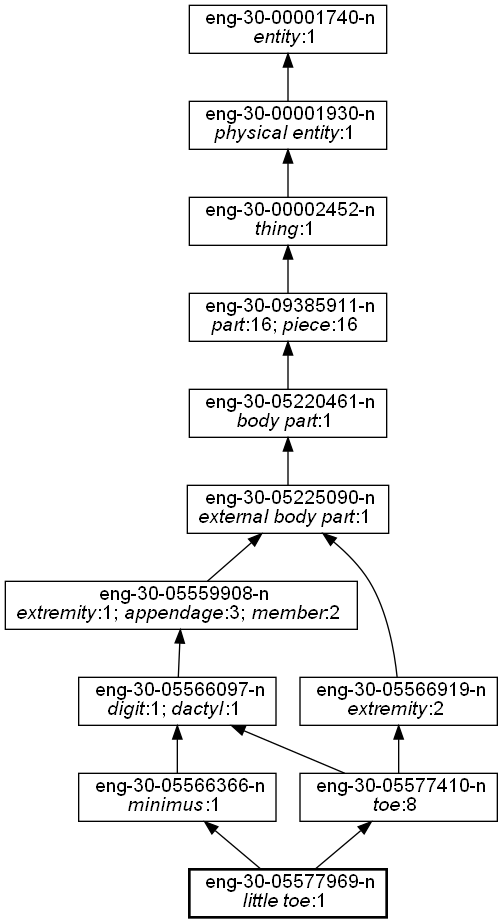 eng-30-00001740-n
entity:1
eng-30-00001930-n
physical entity:1
eng-30-00002452-n
thing:1
eng-30-09385911-n
part:16; piece:16
eng-30-05220461-n
body part:1
eng-30-05225090-n
external body part:1
eng-30-05559908-n
extremity:1; appendage:3; member:2
eng-30-05566097-n
digit:1; dactyl:1
eng-30-05566919-n
extremity:2
eng-30-05566366-n
minimus:1
eng-30-05577410-n
toe:8
eng-30-05577969-n
little toe:1